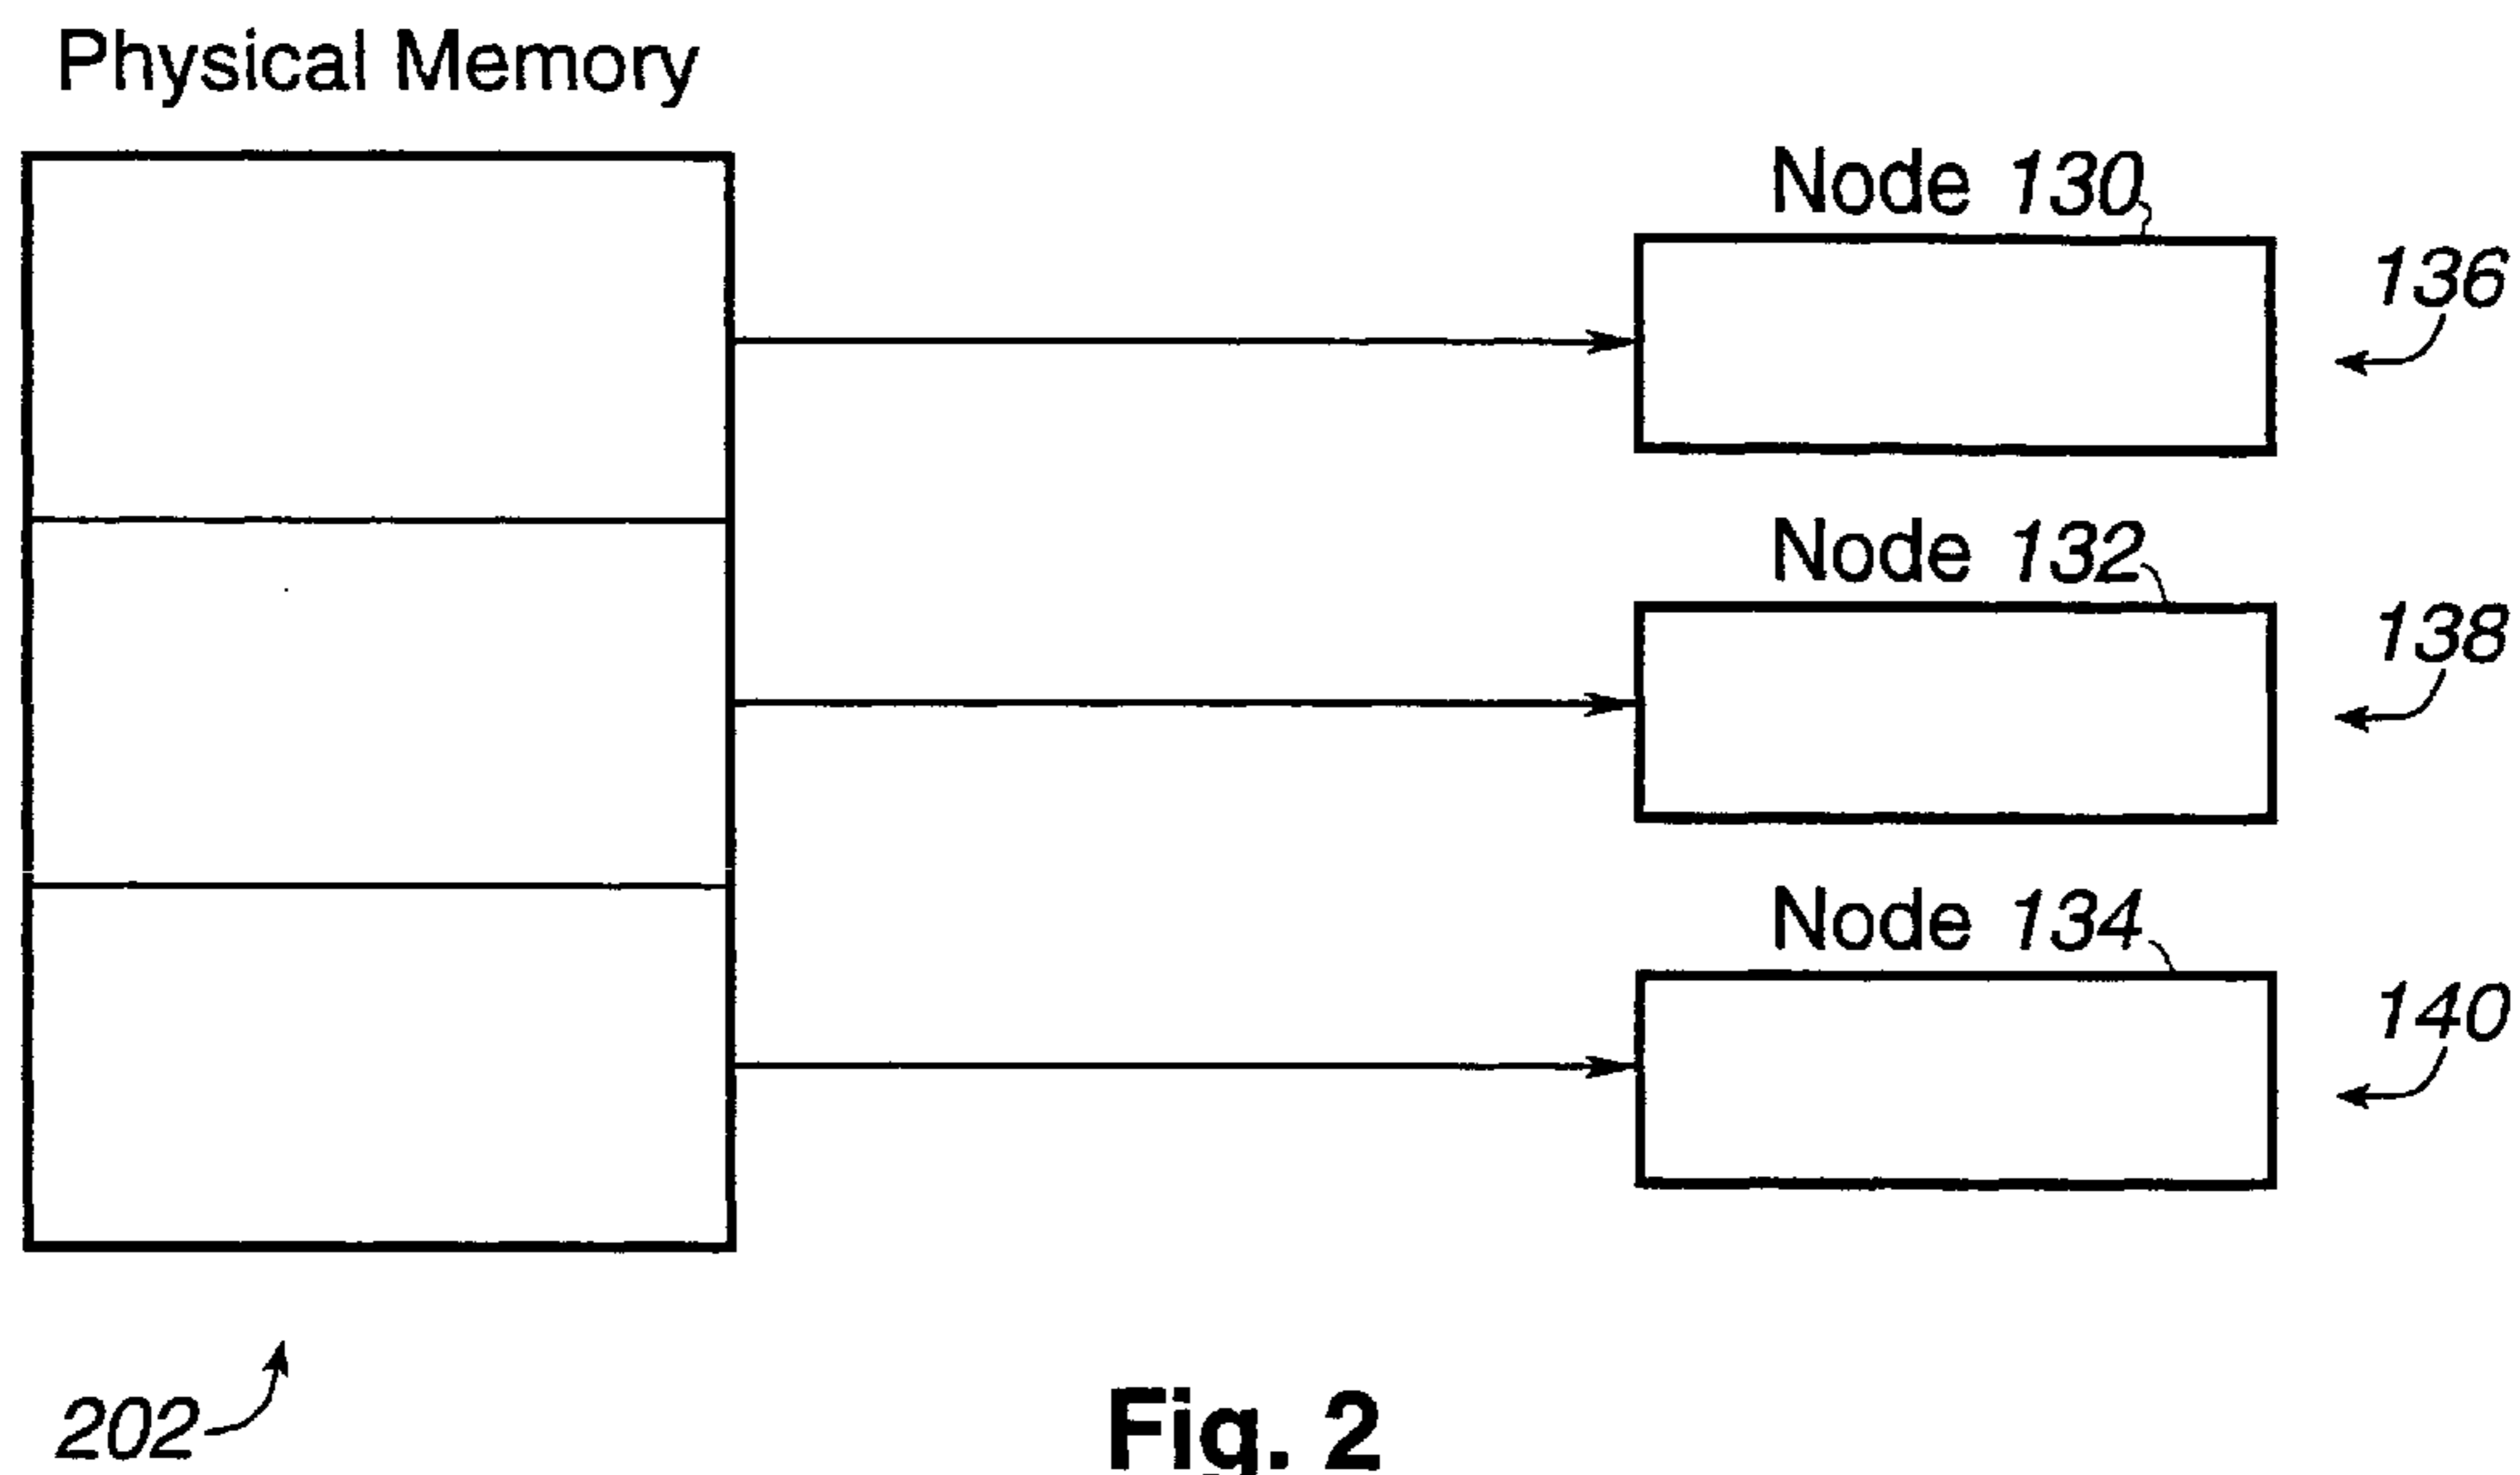 Physical Memory
Node 130
136
Node 132
138
Node 134
140
202
Fig. 2